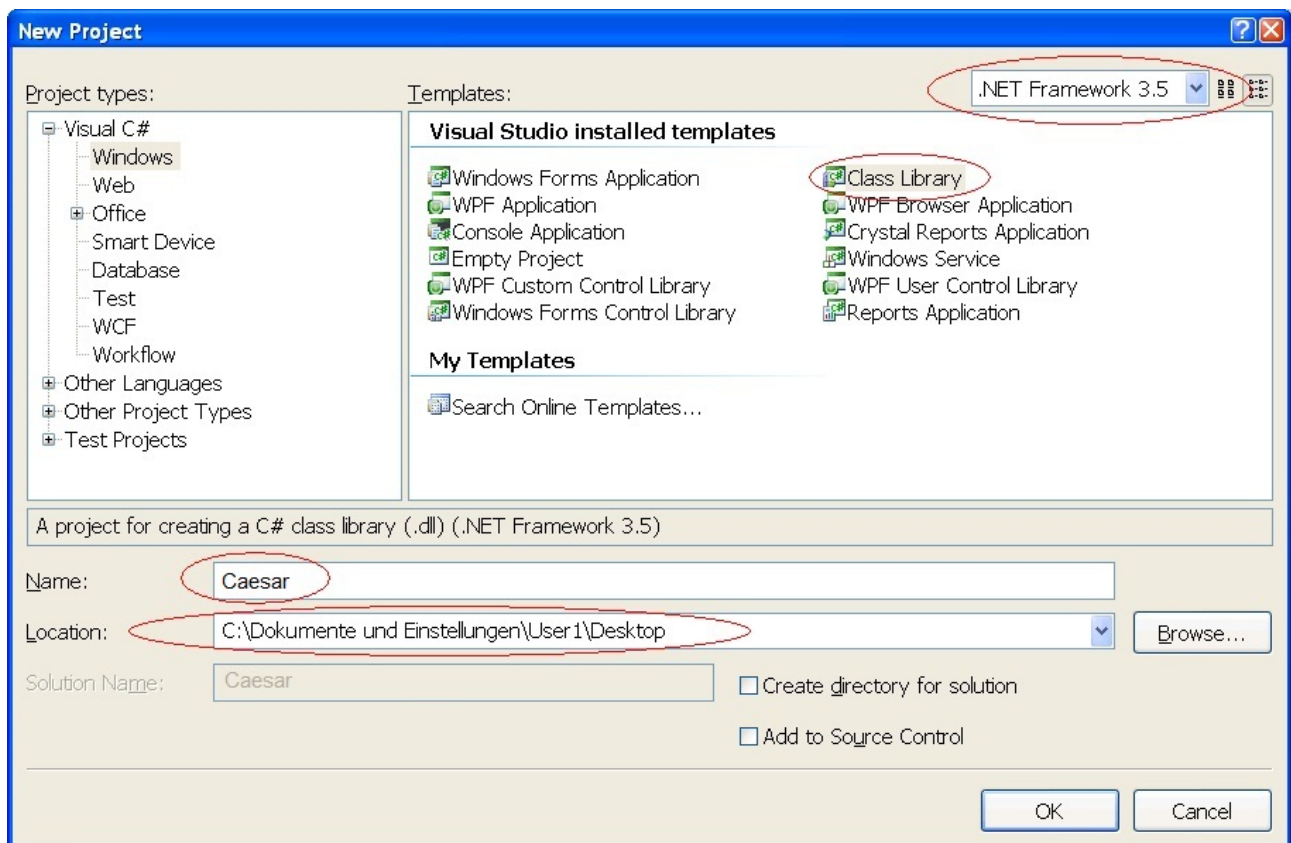 New Project
Project types:
Templates:
.NET Framework 3.5
Visual C#
Windows
Web
Office
Smart Device
Database
Test
WCF
Workflow
Other Languages
Other Project Types
Test Projects
Visual Studio installed templates
Windows Forms Application
Class Library
WPF Application
WPF Browser Application
Console Application
Crystal Reports Application
Empty Project
Windows Service
WPF Custom Control Library
WPF User Control Library
Windows Forms Control Library
Reports Application
My Templates
Search Online Templates...
A project for creating a C# class library (.dll) (.NET Framework 3.5)
Name:
Caesar
Location:
C:\Dokumente und Einstellungen\User1\Desktop
Browse...
Solution Name:
Caesar
Create directory for solution
Add to Source Control
OK
Cancel